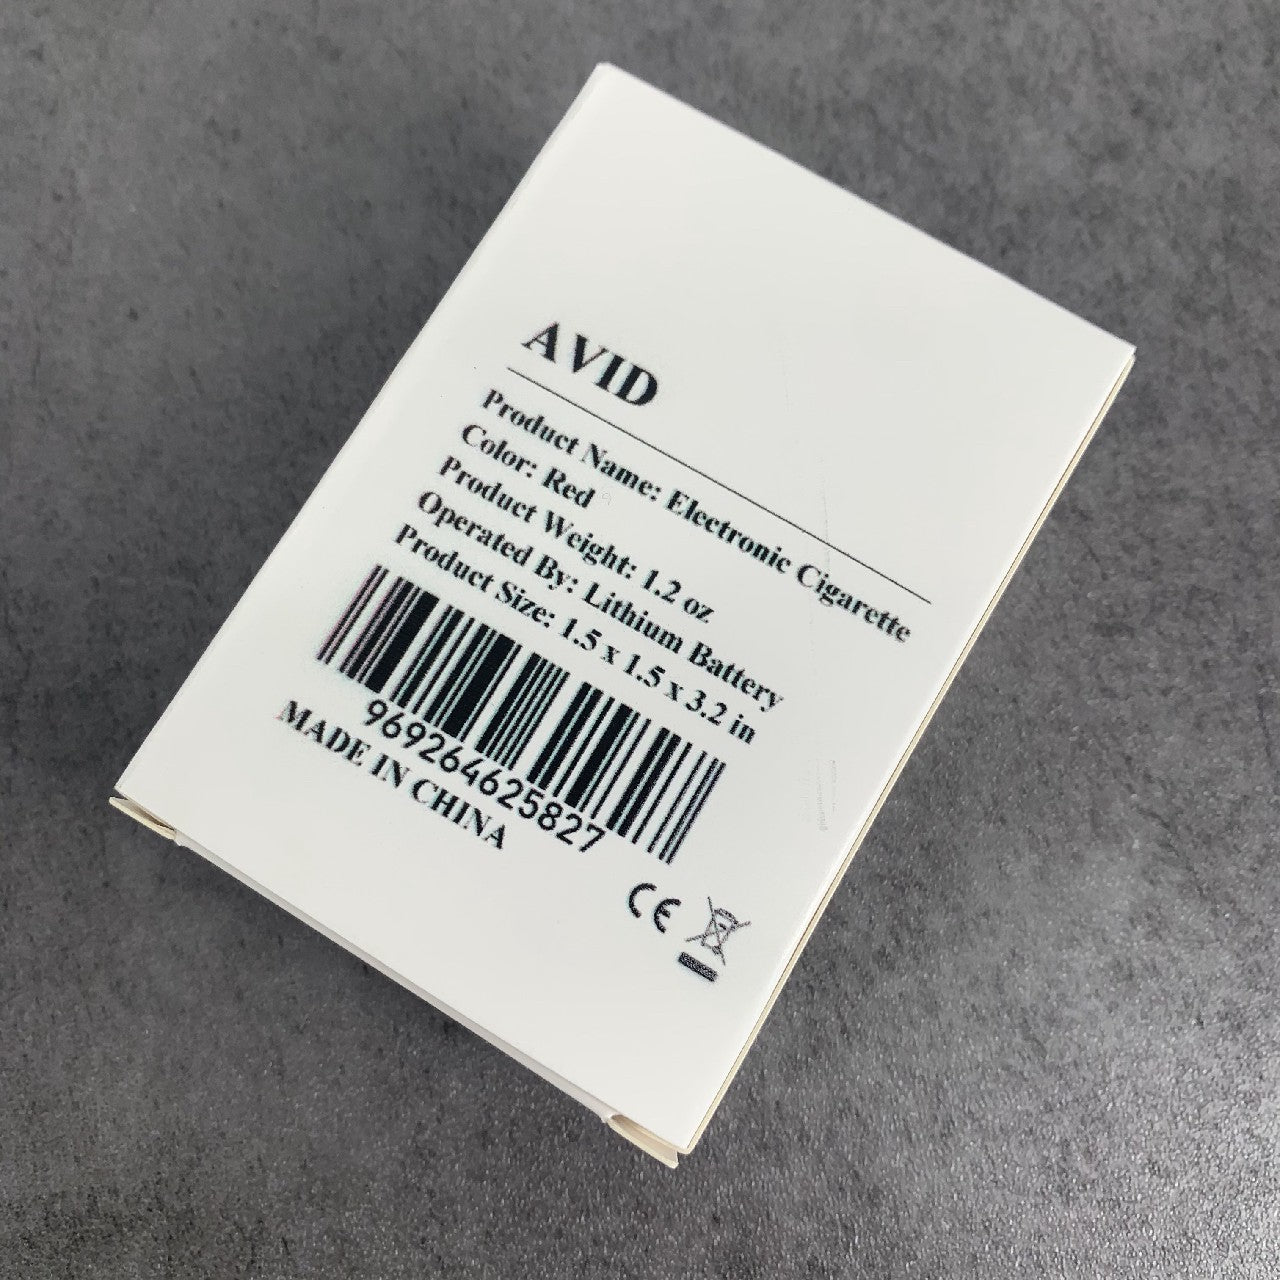 AVID
Product Name: Electronic Cigarette
Color: Red
Product Weight: 1.2 oz
Operated By: Lithium Battery
Product Size: 1.5 x 1.5 x 3.2 in
969264625827
MADE IN CHINA
CE